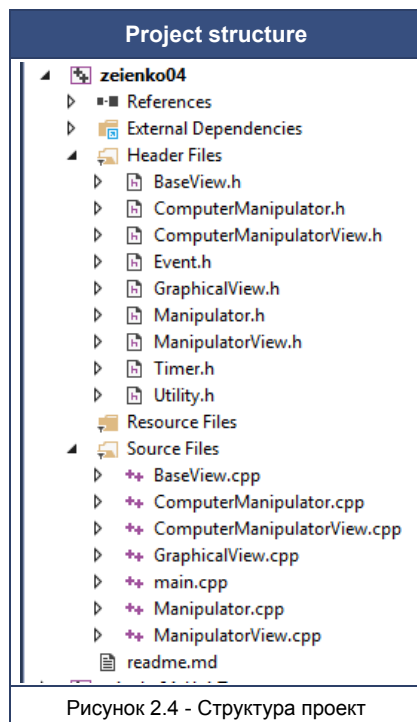 Project structure
zeienko04
References
External Dependencies
Header Files
BaseView.h
ComputerManipulator.h
ComputerManipulatorView.h
Event.h
GraphicalView.h
Manipulator.h
ManipulatorView.h
Timer.h
Utility.h
Resource Files
Source Files
BaseView.cpp
ComputerManipulator.cpp
ComputerManipulatorView.cpp
GraphicalView.cpp
main.cpp
Manipulator.cpp
ManipulatorView.cpp
readme.md
Рисунок 2.4 - Структура проект